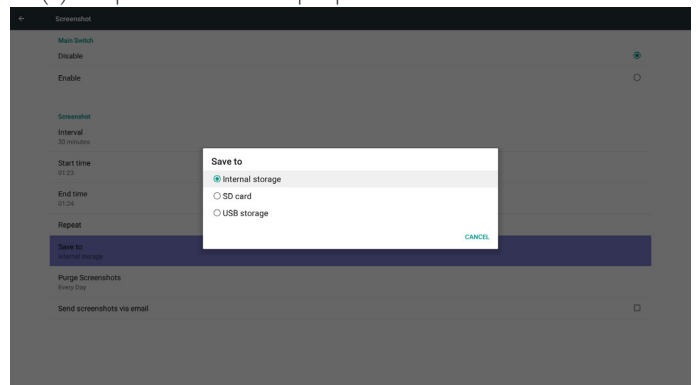 Screenshot
Main Switch
Disable
Enable
Screenshot
Interval
30 minutes
Start time
01:23
End time
01:24
Repeat
Save to
Internal storage
Purge Screenshots
Every Day
Send screenshots via email
Save to
Internal storage
SD card
USB storage
CANCEL